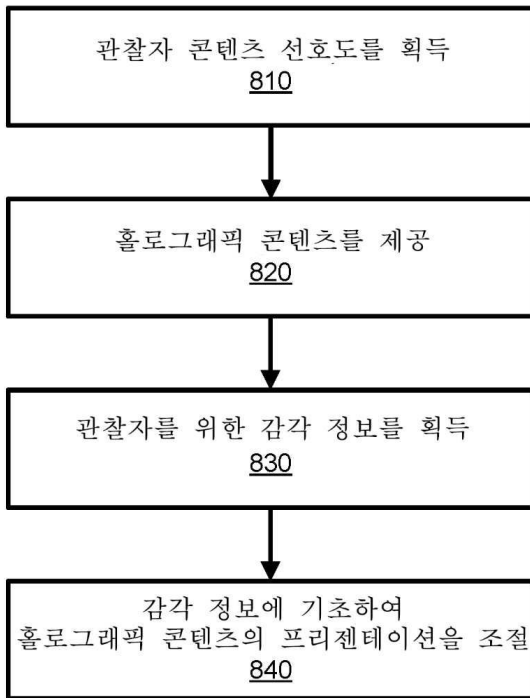 관찰자 콘텐츠 선호도를 획득
810
홀로그래픽 콘텐츠를 제공
820
관찰자를 위한 감각 정보를 획득
830
감각 정보에 기초하여
홀로그래픽 콘텐츠의 프리젠테이션을 조절
840